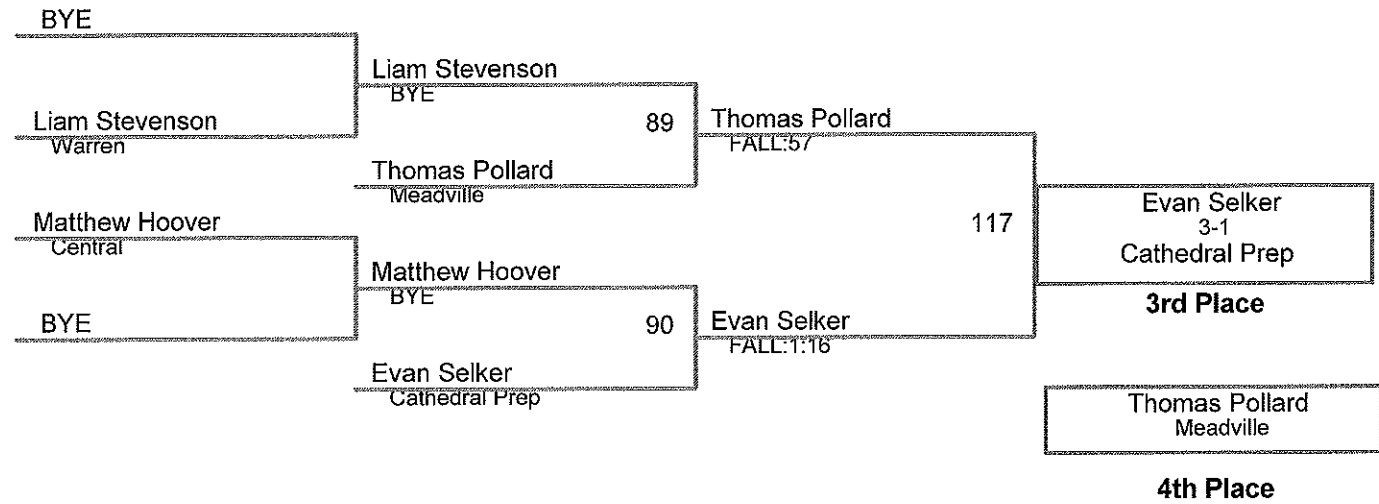 BYE
Liam Stevenson
BYE
Liam Stevenson
Warren
89
Thomas Pollard
FALL:57
Thomas Pollard
Meadville
Matthew Hoover
Central
117
Evan Selker
3-1
Cathedral Prep
3rd Place
Matthew Hoover
BYE
BYE
90
Evan Selker
FALL:1:16
Evan Selker
Cathedral Prep
Thomas Pollard
Meadville
4th Place